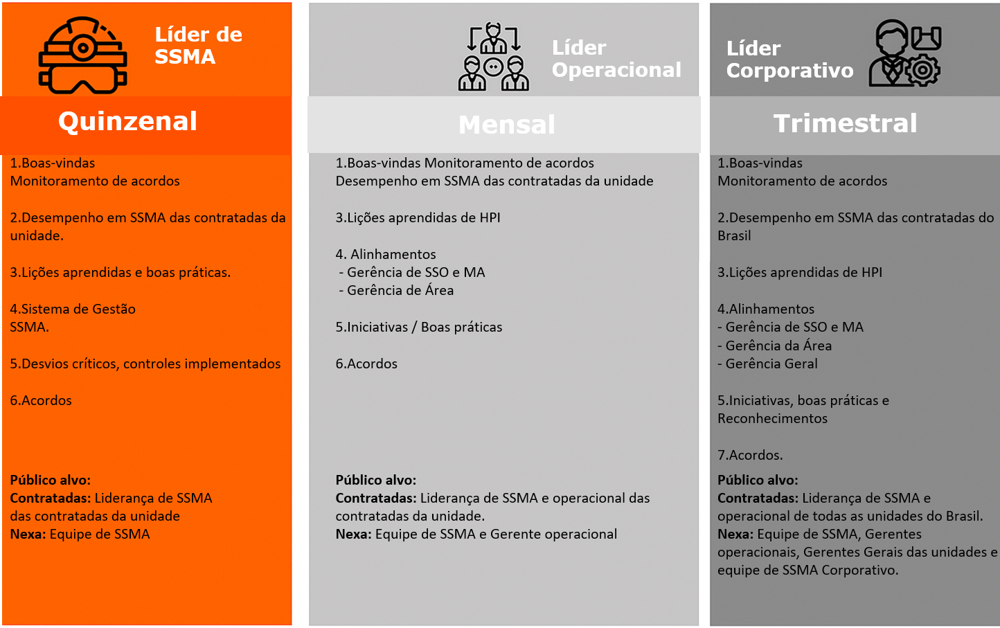 Líder de
SSMA
Quinzenal
1.Boas-vindas
Monitoramento de acordos
2.Desempenho em SSMA das contratadas da
unidade.
3.Lições aprendidas e boas práticas.
4.Sistema de Gestão
SSMA.
5.Desvios críticos, controles implementados
6.Acordos
Público alvo:
Contratadas: Liderança de SSMA
das contratadas da unidade
Nexa: Equipe de SSMA
Líder
Operacional
Mensal
1.Boas-vindas Monitoramento de acordos
Desempenho em SSMA das contratadas da unidade
3.Lições aprendidas de HPI
4. Alinhamentos
- Gerência de SSO e MA
- Gerência de Área
5.Iniciativas / Boas práticas
6.Acordos
Público alvo:
Contratadas: Liderança de SSMA e operacional das
contratadas da unidade.
Nexa: Equipe de SSMA e Gerente operacional
Líder
Corporativo
Trimestral
1.Boas-vindas
Monitoramento de acordos
2.Desempenho em SSMA das contratadas do
Brasil
3.Lições aprendidas de HPI
4.Alinhamentos
- Gerência de SSO e MA
- Gerência da Área
- Gerência Geral
5.Iniciativas, boas práticas e
Reconhecimentos
7.Acordos.
Público alvo:
Contratadas: Liderança de SSMA e
operacional de todas as unidades do Brasil.
Nexa: Equipe de SSMA, Gerentes
operacionais, Gerentes Gerais das unidades e
equipe de SSMA Corporativo.